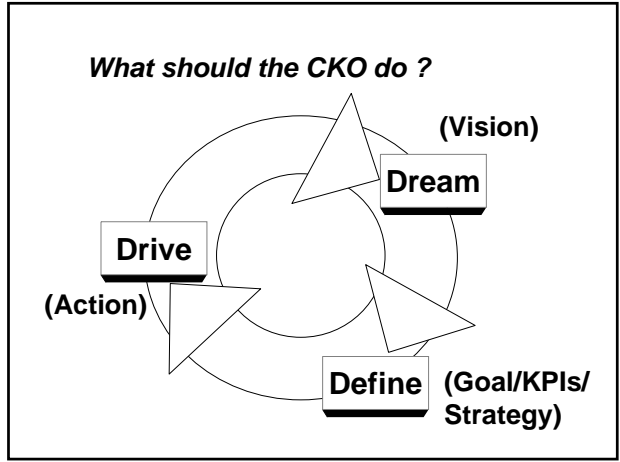 What should the CKO do ?
(Vision)
Dream
Drive
(Action)
Define
(Goal/KPIs/
Strategy)